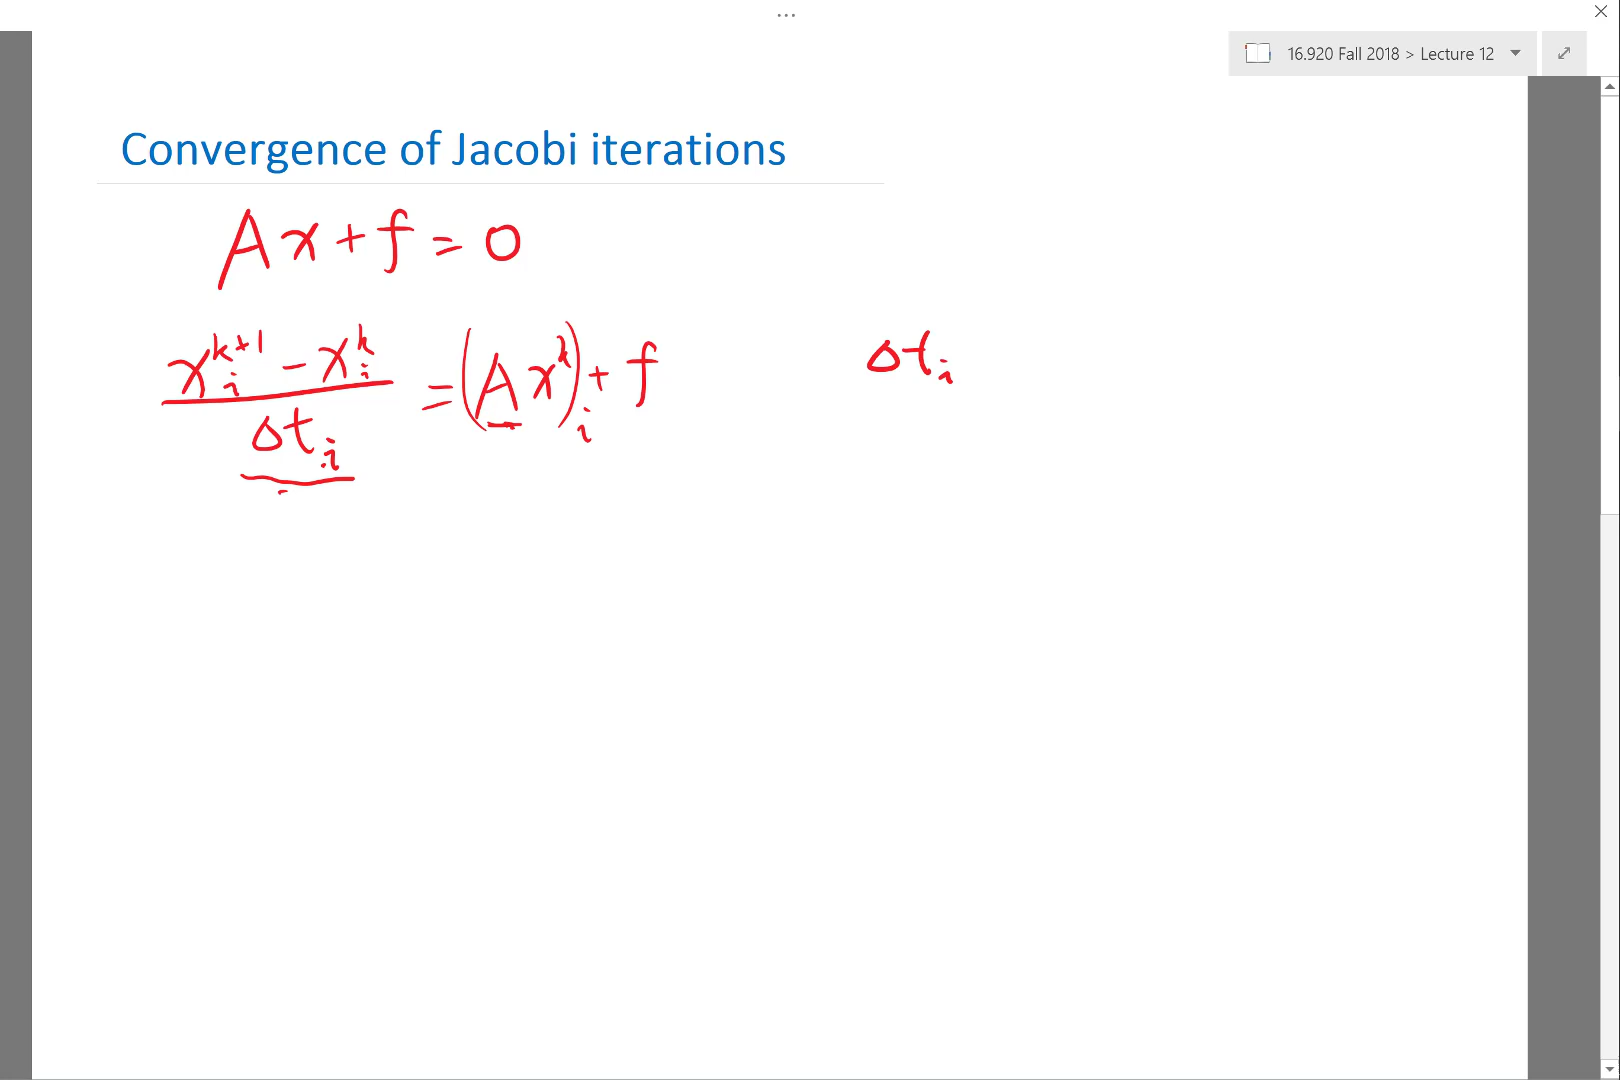 16.920 Fall 2018 > Lecture 12
Convergence of Jacobi iterations
Ax + f = 0
(x_i^{k+1} - x_i^k) / Δt_i = (Ax^k)_i + f
Δt_i